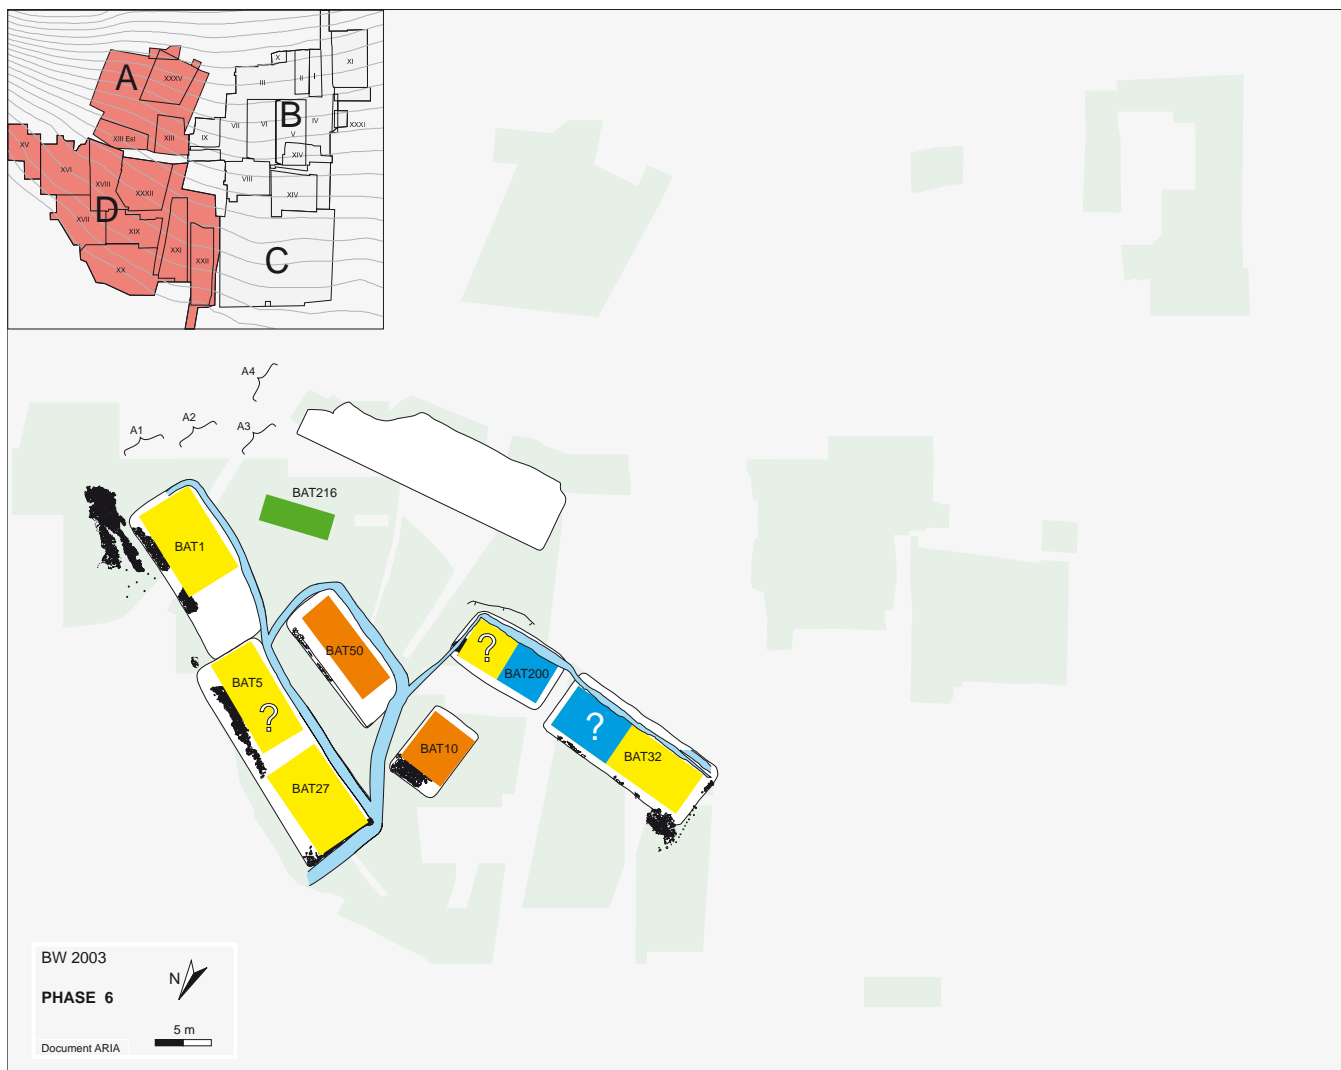 X
XI
A
XXXV
III
II
I
B
VII
VI
IV
V
XXXI
XIII Est
XIII
IX
XV
XIV
XVI
XVIII
VIII
XXXII
XIV
D
XVII
XIX
XXI
XXII
C
XX
A4
A2
A1
A3
BAT216
BAT1
BAT50
?
BAT200
BAT5
?
?
BAT10
BAT32
BAT27
BW 2003
N
PHASE 6
5 m
Document ARIA